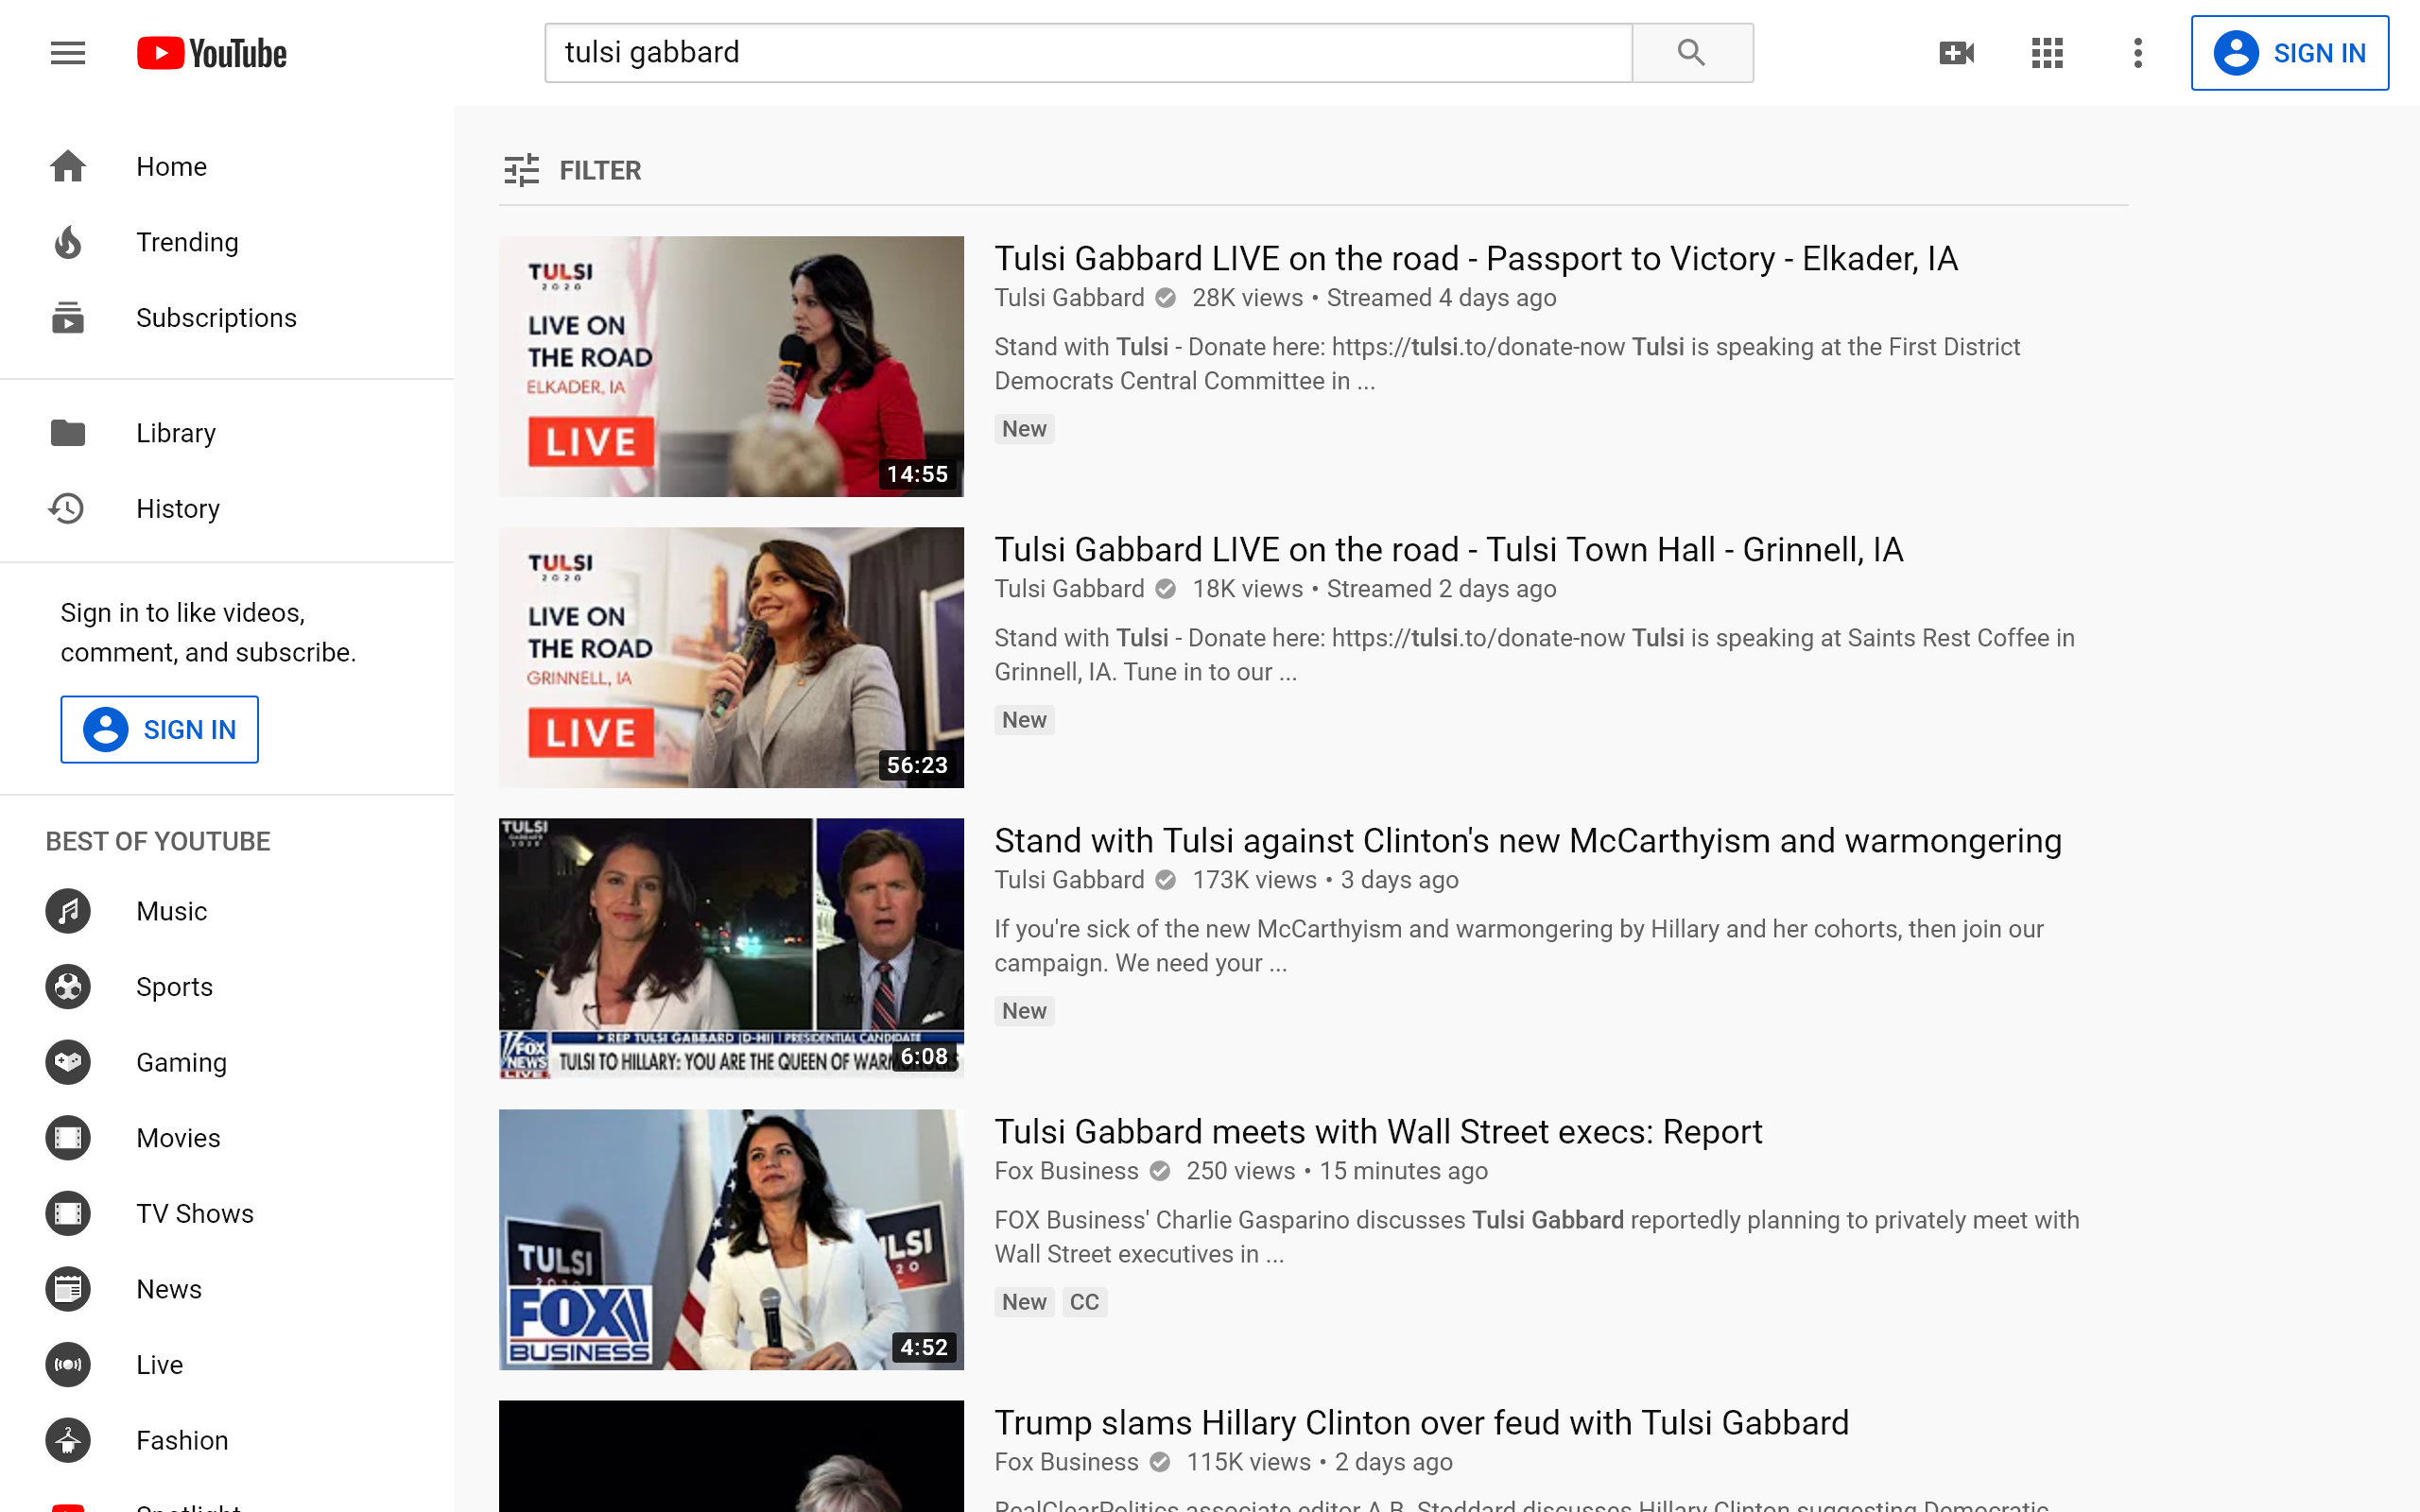 YouTube
tulsi gabbard
SIGN IN
Home
Trending
Subscriptions
Library
History
Sign in to like videos,
comment, and subscribe.
SIGN IN
BEST OF YOUTUBE
Music
Sports
Gaming
Movies
TV Shows
News
Live
Fashion
Spotlight
FILTER
TULSI
2020
LIVE ON
THE ROAD
ELKADER, IA
LIVE
14:55
Tulsi Gabbard LIVE on the road - Passport to Victory - Elkader, IA
Tulsi Gabbard 28K views • Streamed 4 days ago
Stand with Tulsi - Donate here: https://tulsi.to/donate-now Tulsi is speaking at the First District
Democrats Central Committee in ...
New
TULSI
2020
LIVE ON
THE ROAD
GRINNELL, IA
LIVE
56:23
Tulsi Gabbard LIVE on the road - Tulsi Town Hall - Grinnell, IA
Tulsi Gabbard 18K views • Streamed 2 days ago
Stand with Tulsi - Donate here: https://tulsi.to/donate-now Tulsi is speaking at Saints Rest Coffee in
Grinnell, IA. Tune in to our ...
New
TULSI
REP TULSI GABBARD (D-HI) | PRESIDENTIAL CANDIDATE
FOX NEWS LIVE
TULSI TO HILLARY: YOU ARE THE QUEEN OF WARMONGERS
6:08
Stand with Tulsi against Clinton's new McCarthyism and warmongering
Tulsi Gabbard 173K views • 3 days ago
If you're sick of the new McCarthyism and warmongering by Hillary and her cohorts, then join our
campaign. We need your ...
New
TULSI
2020
LSI
20
FOX
BUSINESS
4:52
Tulsi Gabbard meets with Wall Street execs: Report
Fox Business 250 views • 15 minutes ago
FOX Business' Charlie Gasparino discusses Tulsi Gabbard reportedly planning to privately meet with
Wall Street executives in ...
New CC
Trump slams Hillary Clinton over feud with Tulsi Gabbard
Fox Business 115K views • 2 days ago
RealClearPolitics associate editor A.B. Stoddard discusses Hillary Clinton suggesting Democratic